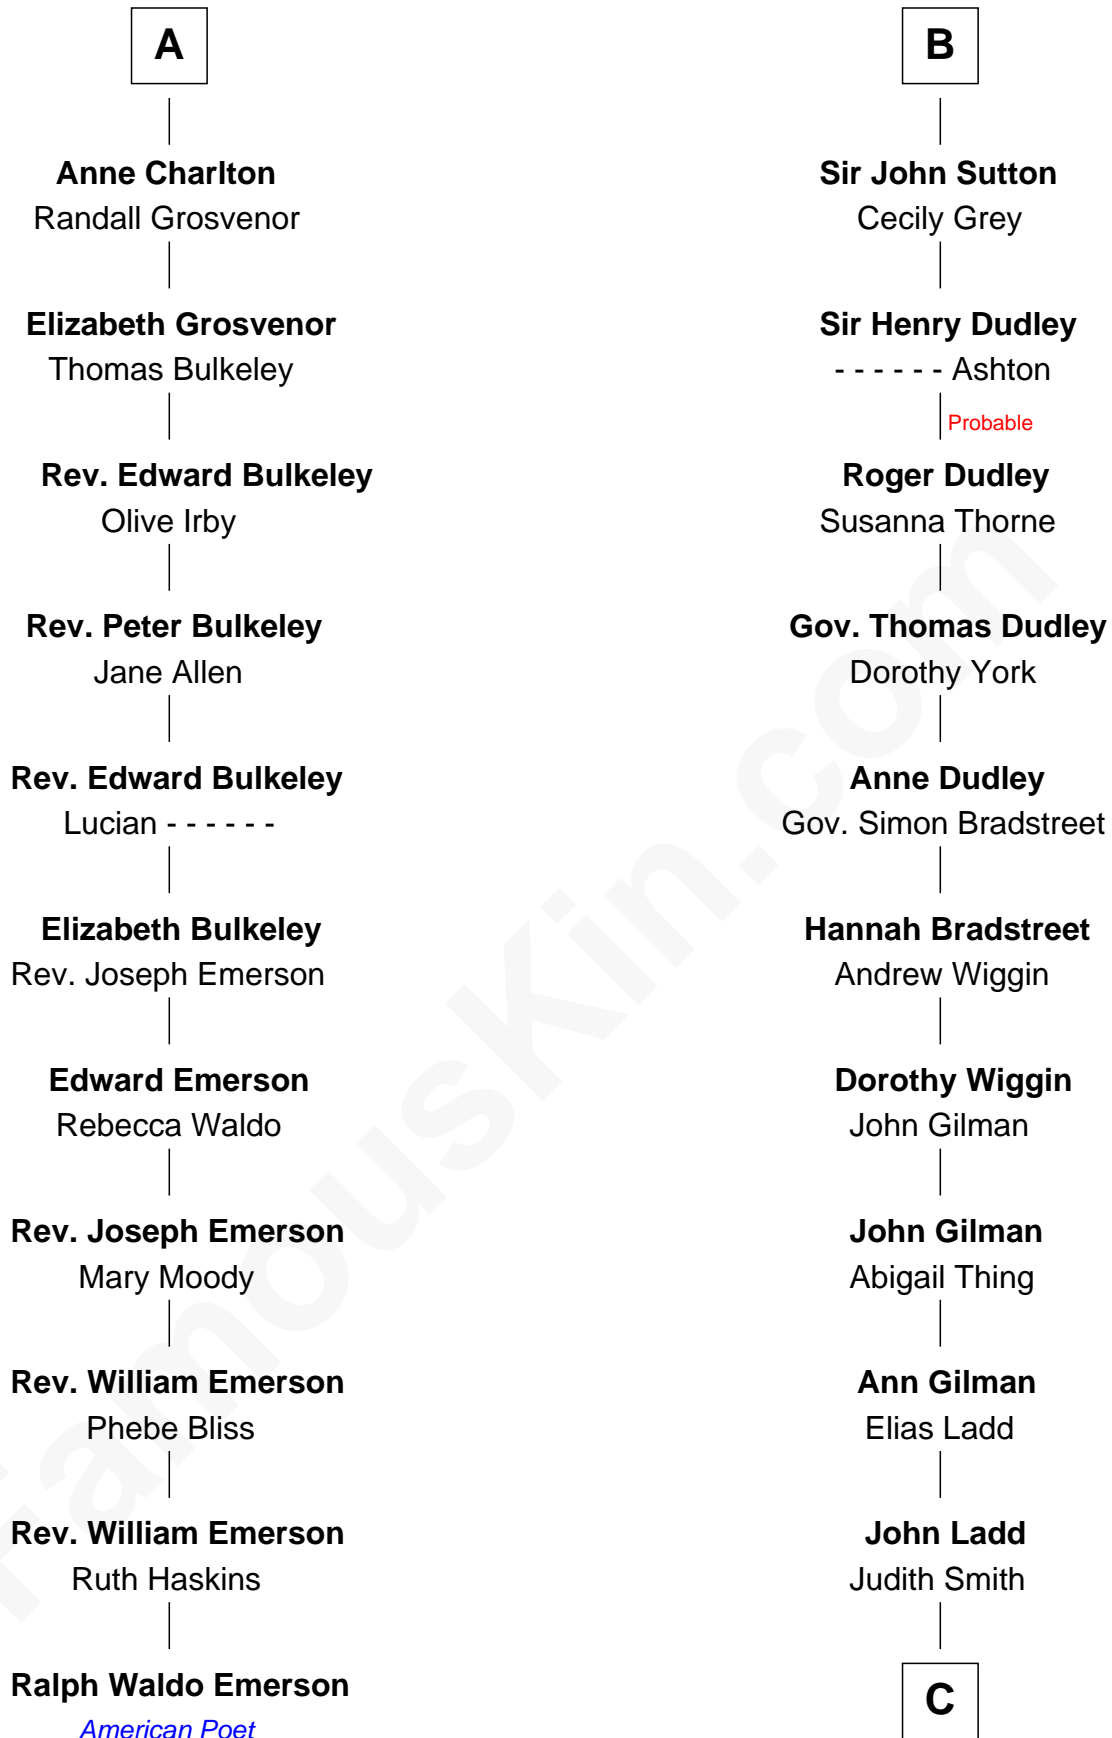 A
Anne Charlton
Randall Grosvenor
Elizabeth Grosvenor
Thomas Bulkeley
Rev. Edward Bulkeley
Olive Irby
Rev. Peter Bulkeley
Jane Allen
Rev. Edward Bulkeley
Lucian - - - - - -
Elizabeth Bulkeley
Rev. Joseph Emerson
Edward Emerson
Rebecca Waldo
Rev. Joseph Emerson
Mary Moody
Rev. William Emerson
Phebe Bliss
Rev. William Emerson
Ruth Haskins
Ralph Waldo Emerson
American Poet
B
Sir John Sutton
Cecily Grey
Sir Henry Dudley
- - - - - - Ashton
Probable
Roger Dudley
Susanna Thorne
Gov. Thomas Dudley
Dorothy York
Anne Dudley
Gov. Simon Bradstreet
Hannah Bradstreet
Andrew Wiggin
Dorothy Wiggin
John Gilman
John Gilman
Abigail Thing
Ann Gilman
Elias Ladd
John Ladd
Judith Smith
C
FamousKin.com